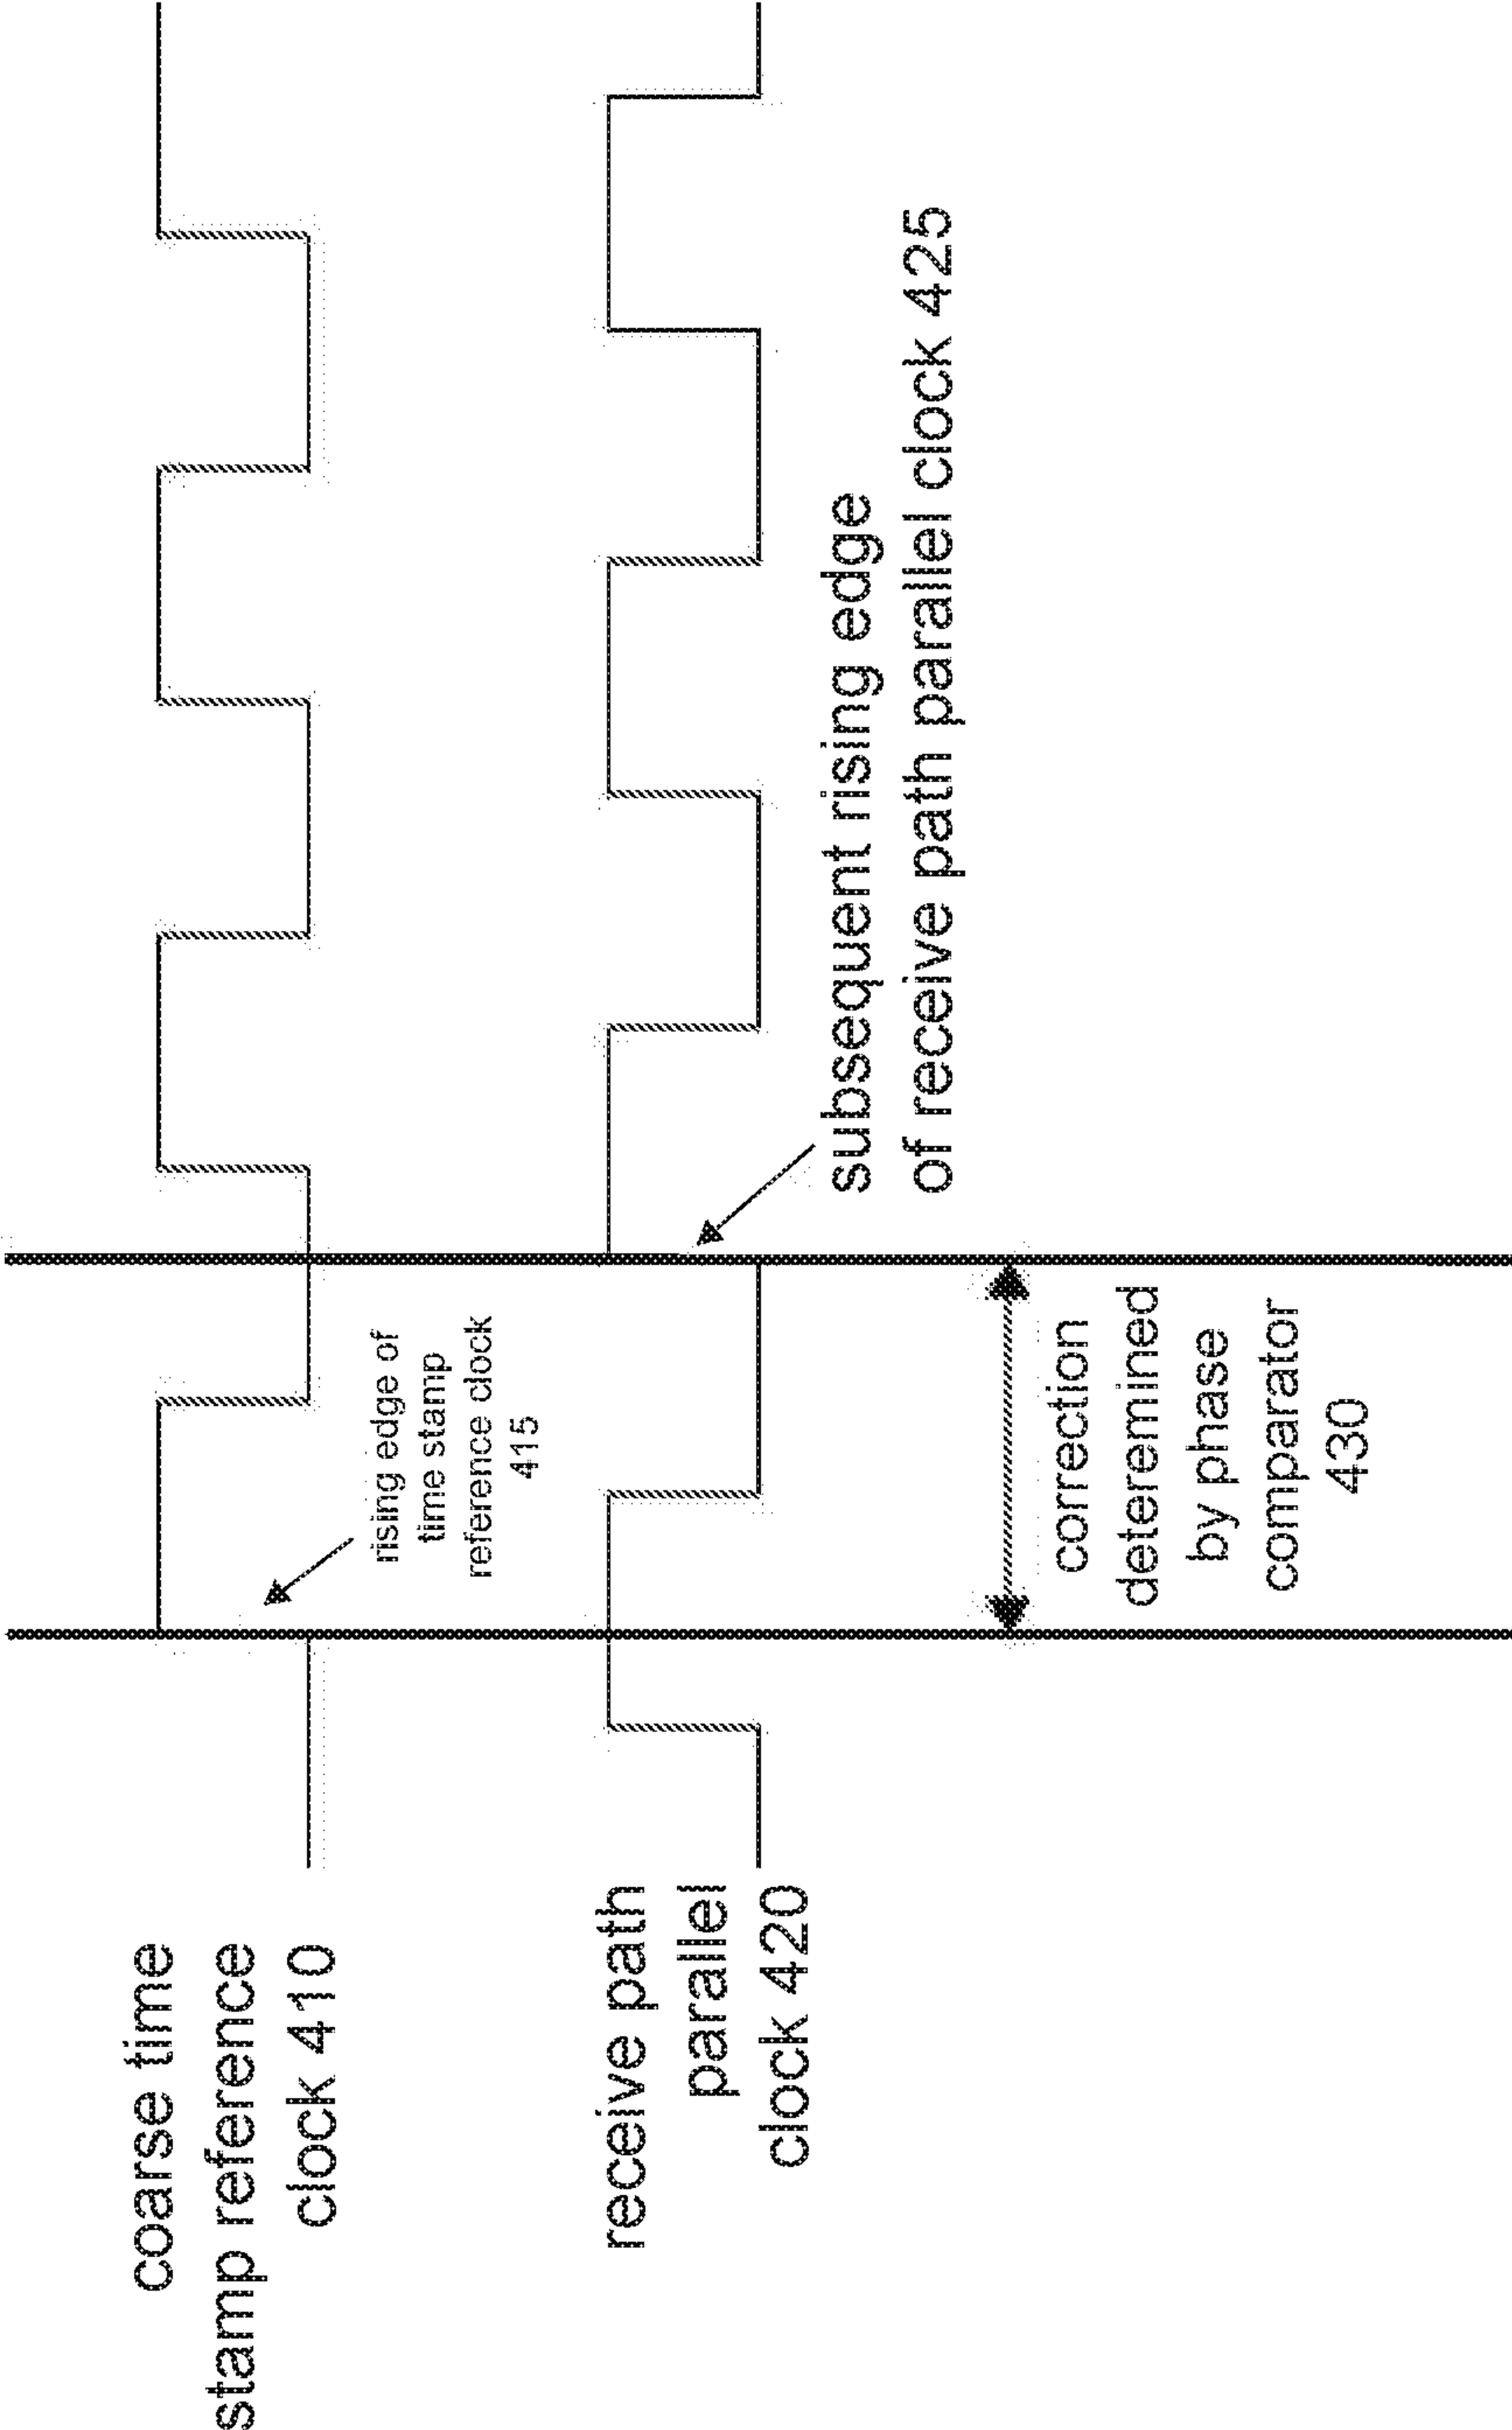 coarse time
stamp reference
clock 410
rising edge of
time stamp
reference clock
415
receive path
parallel
clock 420
subsequent rising edge
of receive path parallel clock 425
correction
deteremined
by phase
comparator
430